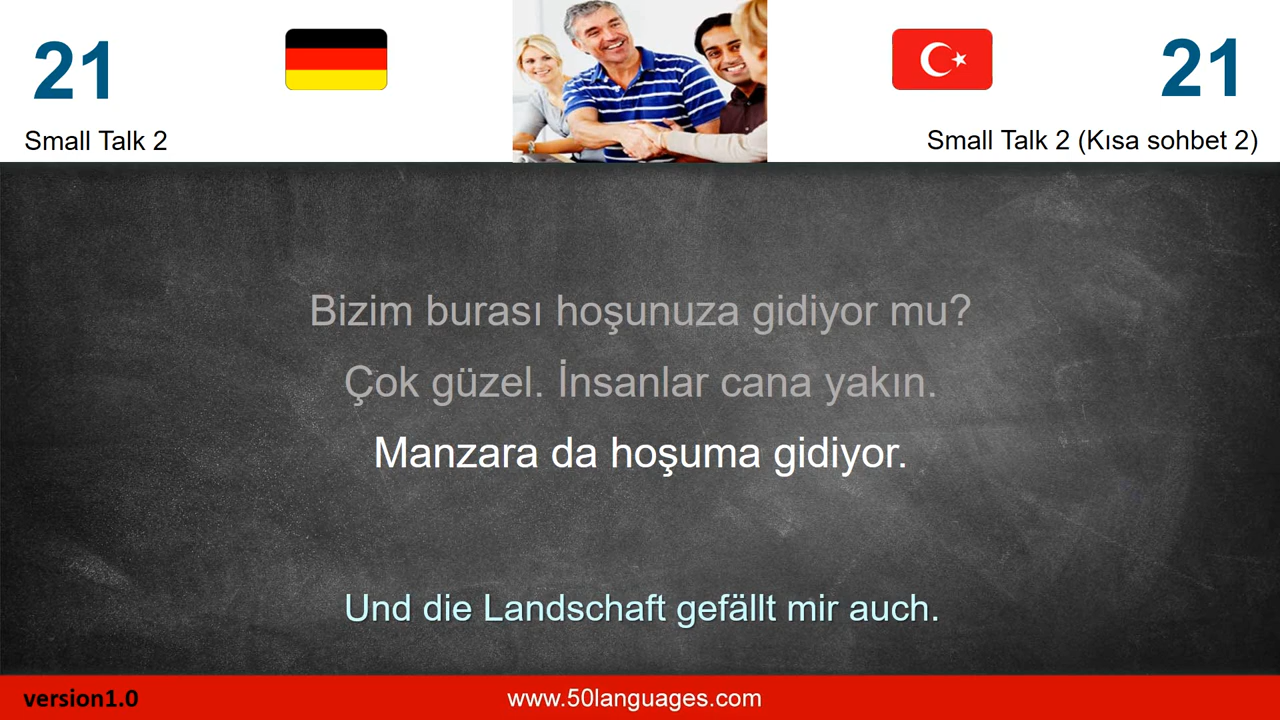 21
21
Small Talk 2
Small Talk 2 (Kısa sohbet 2)
Bizim burası hoşunuza gidiyor mu?
Çok güzel. İnsanlar cana yakın.
Manzara da hoşuma gidiyor.
Und die Landschaft gefällt mir auch.
version1.0
www.50languages.com